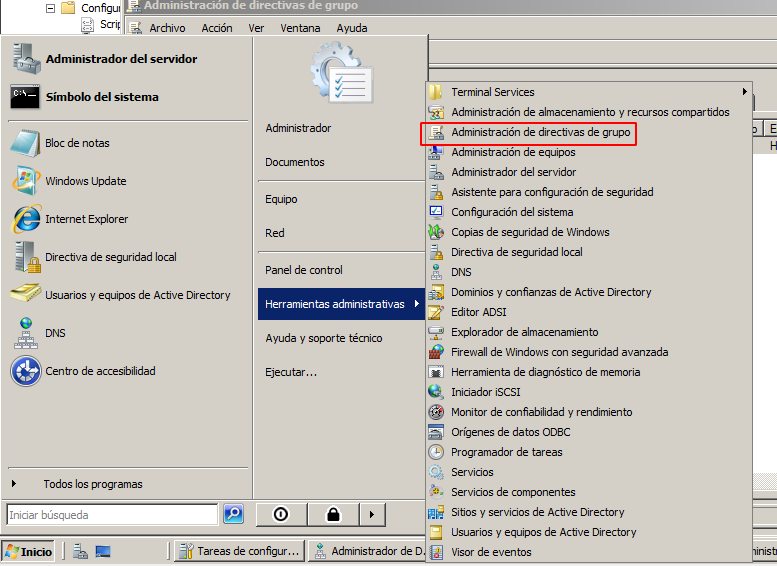 Configur
Scrip
Administración de directivas de grupo
Archivo Acción Ver Ventana Ayuda
Administrador del servidor
Símbolo del sistema
Bloc de notas
Windows Update
Internet Explorer
Directiva de seguridad local
Usuarios y equipos de Active Directory
DNS
Centro de accesibilidad
Todos los programas
Iniciar búsqueda
Administrador
Documentos
Equipo
Red
Panel de control
Herramientas administrativas
Ayuda y soporte técnico
Ejecutar...
Terminal Services
Administración de almacenamiento y recursos compartidos
Administración de directivas de grupo
Administración de equipos
Administrador del servidor
Asistente para configuración de seguridad
Configuración del sistema
Copias de seguridad de Windows
Directiva de seguridad local
DNS
Dominios y confianzas de Active Directory
Editor ADSI
Explorador de almacenamiento
Firewall de Windows con seguridad avanzada
Herramienta de diagnóstico de memoria
Iniciador iSCSI
Monitor de confiabilidad y rendimiento
Orígenes de datos ODBC
Programador de tareas
Servicios
Servicios de componentes
Sitios y servicios de Active Directory
Usuarios y equipos de Active Directory
Visor de eventos
Inicio
Tareas de configur...
Administrador de D